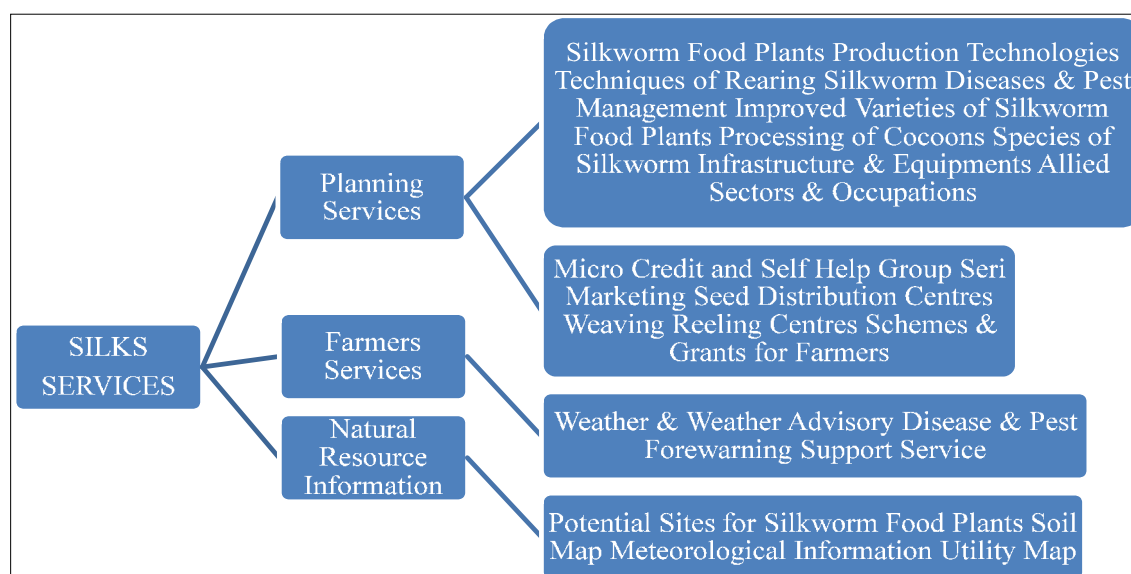 SILKS
SERVICES
Planning
Services
Farmers
Services
Natural
Resource
Information
Silkworm Food Plants Production Technologies
Techniques of Rearing Silkworm Diseases & Pest
Management Improved Varieties of Silkworm
Food Plants Processing of Cocoons Species of
Silkworm Infrastructure & Equipments Allied
Sectors & Occupations
Micro Credit and Self Help Group Seri
Marketing Seed Distribution Centres
Weaving Reeling Centres Schemes &
Grants for Farmers
Weather & Weather Advisory Disease & Pest
Forewarning Support Service
Potential Sites for Silkworm Food Plants Soil
Map Meteorological Information Utility Map